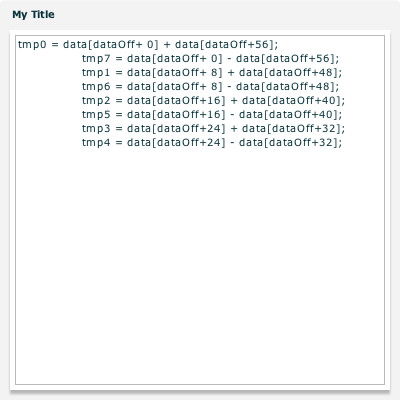 My Title
tmp0 = data[dataOff+ 0] + data[dataOff+56];
tmp7 = data[dataOff+ 0] - data[dataOff+56];
tmp1 = data[dataOff+ 8] + data[dataOff+48];
tmp6 = data[dataOff+ 8] - data[dataOff+48];
tmp2 = data[dataOff+16] + data[dataOff+40];
tmp5 = data[dataOff+16] - data[dataOff+40];
tmp3 = data[dataOff+24] + data[dataOff+32];
tmp4 = data[dataOff+24] - data[dataOff+32];